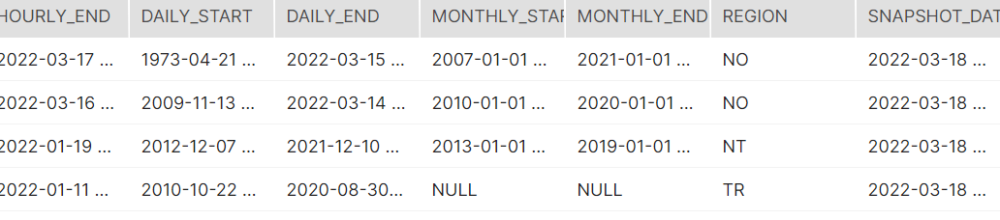 HOURLY_END DAILY_START DAILY_END MONTHLY_STAR MONTHLY_END REGION SNAPSHOT_DAT
2022-03-17 ... 1973-04-21 ... 2022-03-15 ... 2007-01-01 ... 2021-01-01 ... NO 2022-03-18 ...
2022-03-16 ... 2009-11-13 ... 2022-03-14 ... 2010-01-01 ... 2020-01-01 ... NO 2022-03-18 ...
2022-01-19 ... 2012-12-07 ... 2021-12-10 ... 2013-01-01 ... 2019-01-01 ... NT 2022-03-18 ...
2022-01-11 ... 2010-10-22 ... 2020-08-30... NULL NULL TR 2022-03-18 ...